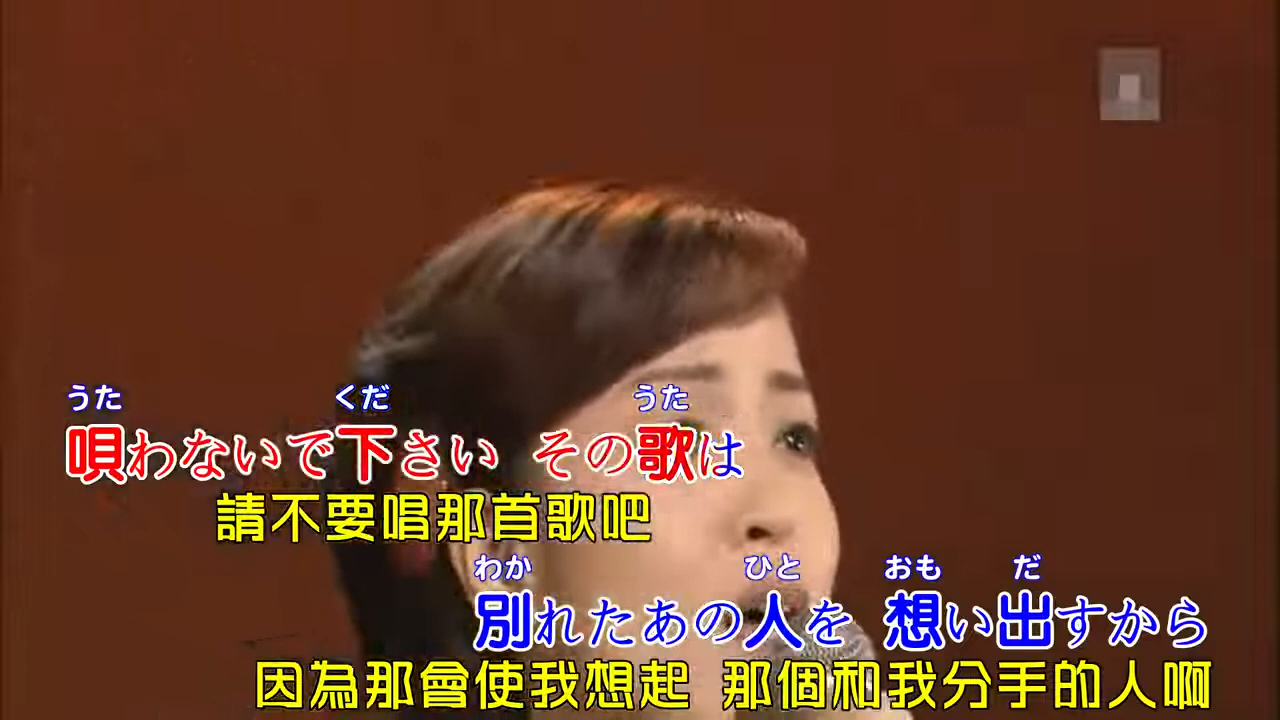 うた くだ うた
唄わないで下さい その歌は
請不要唱那首歌吧
わか ひと おも だ
別れたあの人を 想い出すから
因為那會使我想起 那個和我分手的人啊